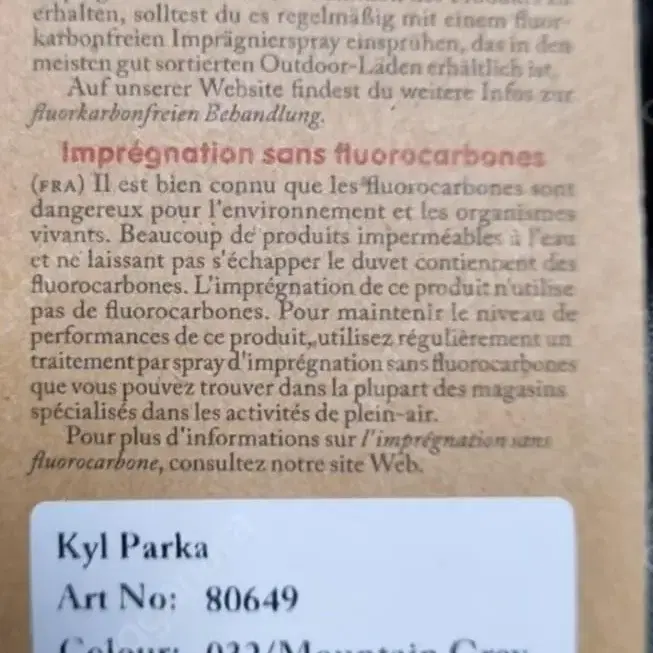 erhalten, solltest du es regelmäßig mit einem fluor-
karbonfreien Imprägnierspray einsprühen, das in den
meisten gut sortierten Outdoor-Läden erhältlich ist.
Auf unserer Website findest du weitere Infos zur
fluorkarbonfreien Behandlung.
Imprégnation sans fluorocarbones
(FRA) Il est bien connu que les fluorocarbones sont
dangereux pour l'environnement et les organismes
vivants. Beaucoup de produits imperméables à l'eau
et ne laissant pas s'échapper le duvet contiennent des
fluorocarbones. L'imprégnation de ce produit n'utilise
pas de fluorocarbones. Pour maintenir le niveau de
performances de ce produit, utilisez régulièrement un
traitement par spray d'imprégnation sans fluorocarbones
que vous pouvez trouver dans la plupart des magasins
spécialisés dans les activités de plein-air.
Pour plus d'informations sur l'imprégnation sans
fluorocarbone, consultez notre site Web.
Kyl Parka
Art No: 80649
Colour: 032/Mountain Grey